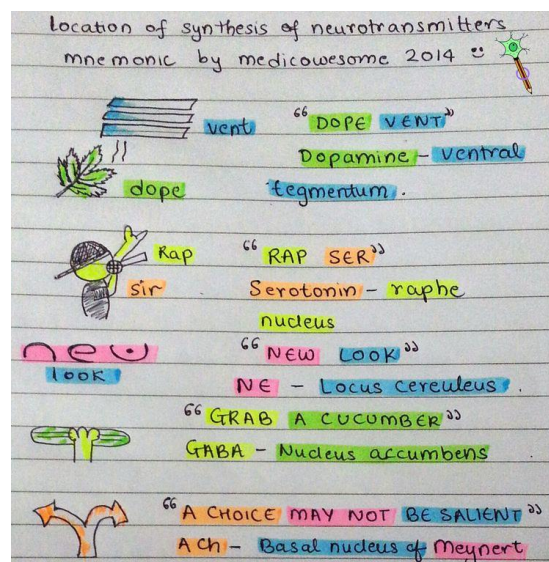 Location of synthesis of neurotransmitters
mnemonic by medicowesome 2014
vent
"DOPE VENT"
Dopamine - ventral
dope
tegmentum.
Rap
"RAP SER"
sir
Serotonin - raphe
nucleus
new
"NEW LOOK"
look
NE - Locus cereuleus.
"GRAB A CUCUMBER"
GABA - Nucleus accumbens
"A CHOICE MAY NOT BE SALIENT"
ACh - Basal nucleus of Meynert